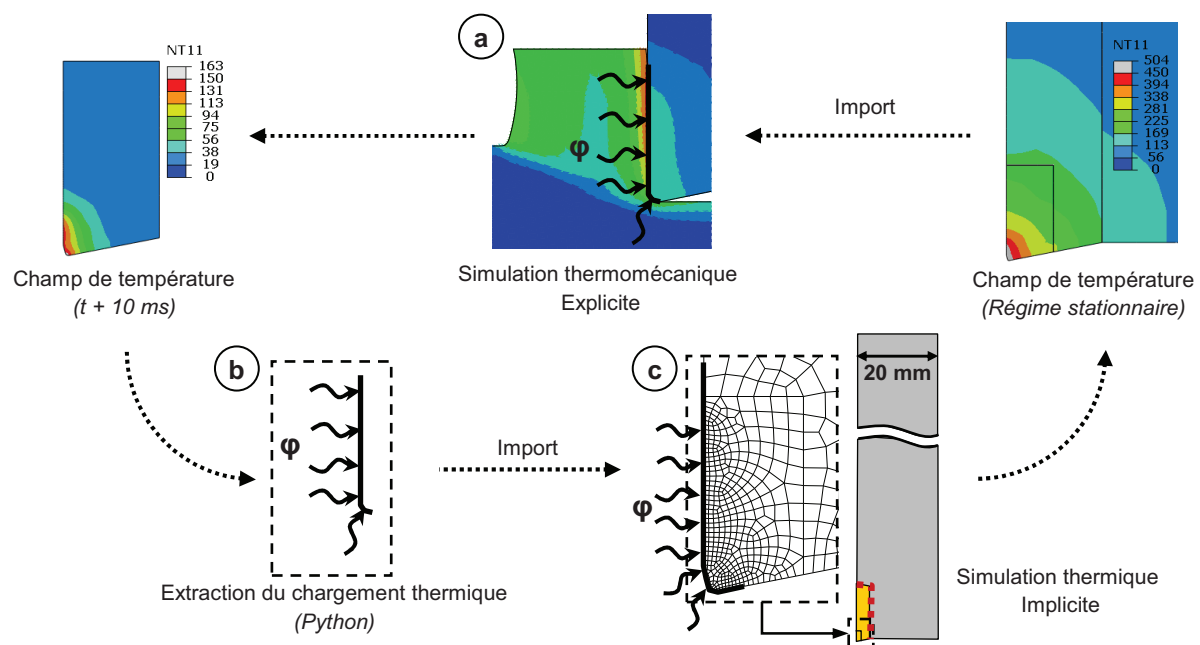 NT11
163
150
131
113
94
75
56
38
19
0
Champ de température
(t + 10 ms)
a
φ
Simulation thermomécanique
Explicite
Import
NT11
504
450
394
338
281
225
169
113
56
0
Champ de température
(Régime stationnaire)
b
φ
Extraction du chargement thermique
(Python)
Import
c
φ
20 mm
Simulation thermique
Implicite